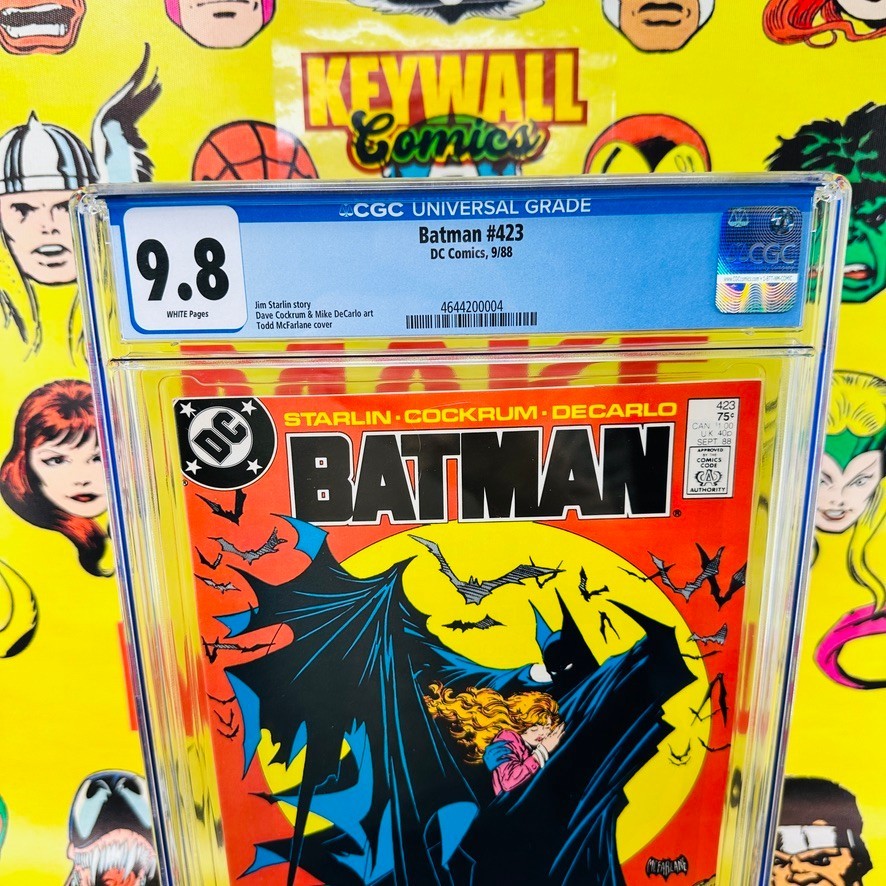 KEYWALL
Comics
CGC UNIVERSAL GRADE
9.8
WHITE Pages
Batman #423
DC Comics, 9/88
Jim Starlin story
Dave Cockrum & Mike DeCarlo art
Todd McFarlane cover
4644200004
CGC
DC
STARLIN · COCKRUM · DECARLO
BATMAN
®
423
75¢
CAN $1.00
U.K. 40p
SEPT. 88
APPROVED
BY THE
COMICS
CODE
AUTHORITY
MCFARLANE